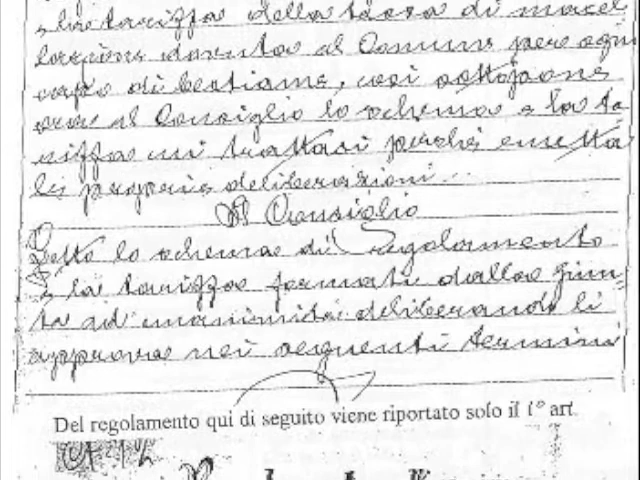 la tariffa della tassa di macel
lazione dovuta al Comune per ogni
capo di bestiame, così sottopone
ora al Consiglio lo schema e la ta
riffa cui trattasi perchè emetta
le proprie deliberazioni...
Il Consiglio
Letto lo schema di Regolamento
e la tariffa formati dalla Giun-
ta ad unanimità deliberando li
approva nei seguenti termini
Del regolamento qui di seguito viene riportato solo il 1° art.